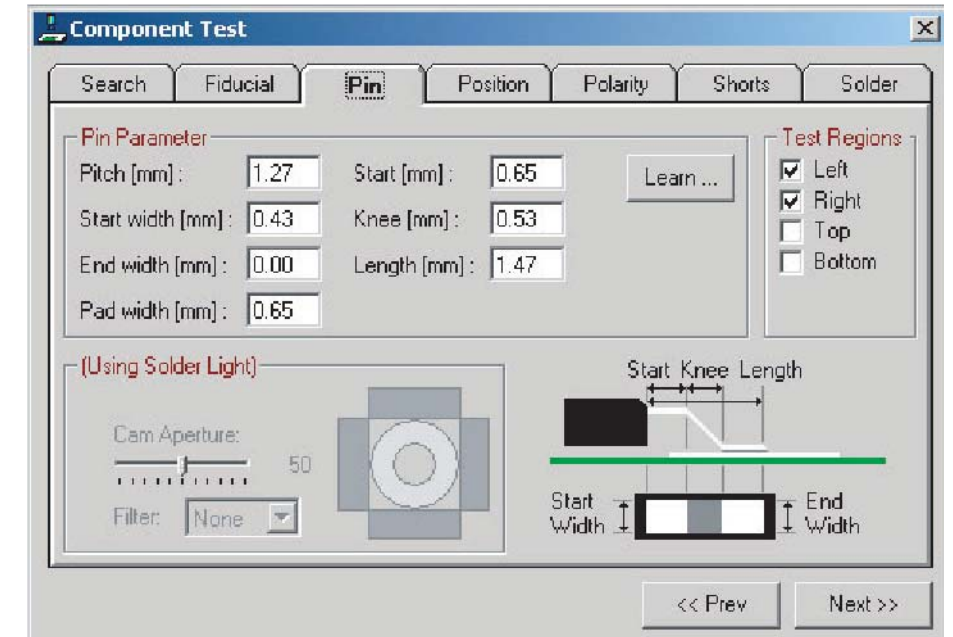 Component Test
Search Fiducial Pin Position Polarity Shorts Solder
Pin Parameter
Pitch [mm] : 1.27 Start [mm] : 0.65 Learn ...
Start width [mm] : 0.43 Knee [mm] : 0.53
End width [mm] : 0.00 Length [mm] : 1.47
Pad width [mm] : 0.65
Test Regions
Left
Right
Top
Bottom
(Using Solder Light)
Cam Aperture:
50
Filter: None
Start Knee Length
Start Width
End Width
<< Prev Next >>